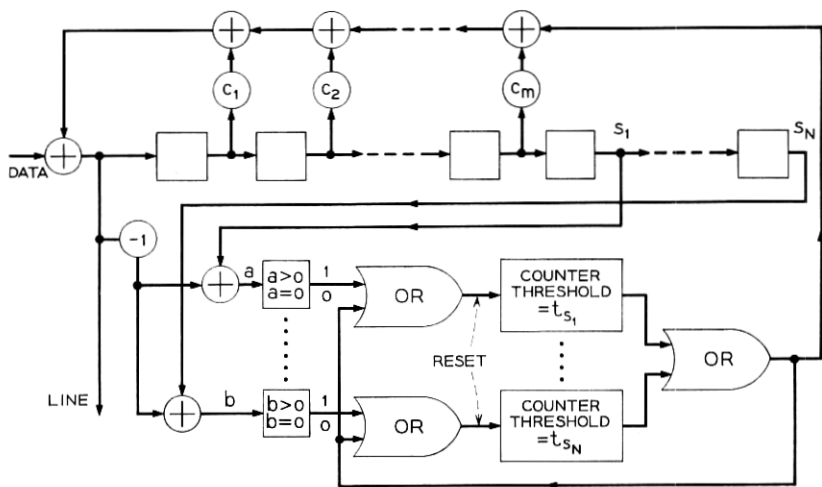 c1
c2
cm
DATA
s1
sN
-1
a
a>0
a=0
1
0
OR
COUNTER
THRESHOLD
=ts1
RESET
OR
LINE
b
b>0
b=0
1
0
OR
COUNTER
THRESHOLD
=tsN